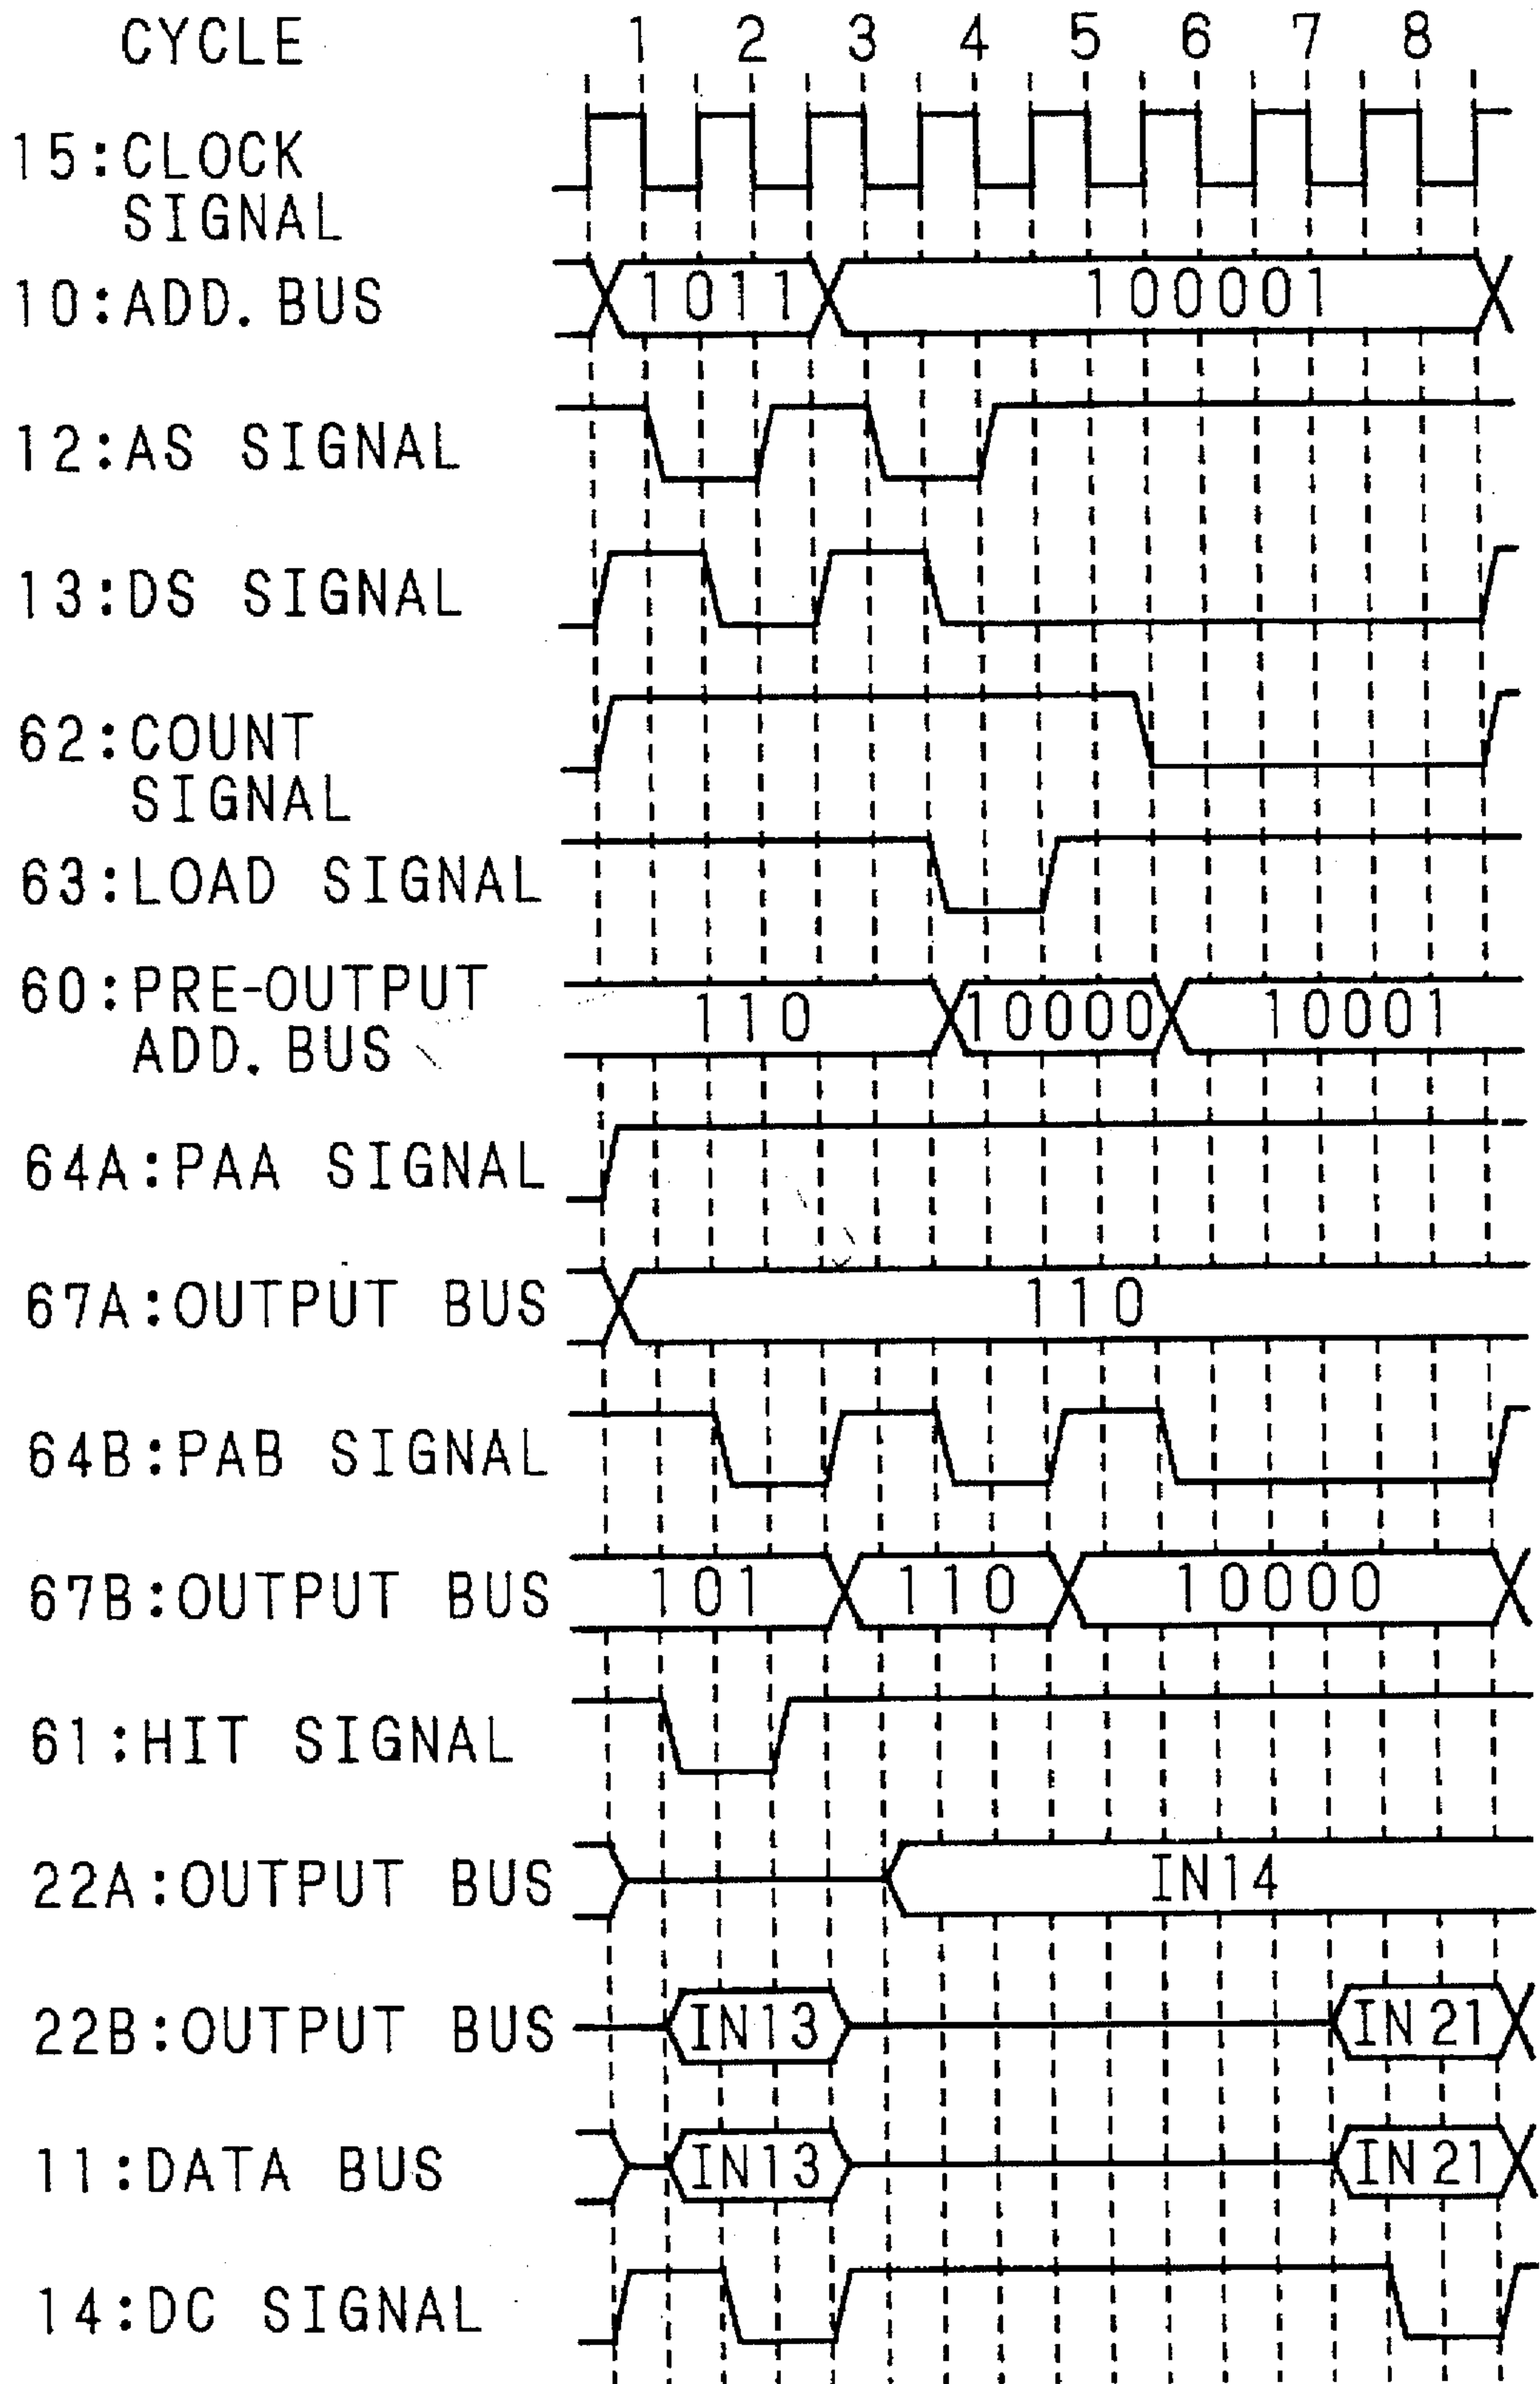 CYCLE 1 2 3 4 5 6 7 8
15:CLOCK
SIGNAL
10:ADD. BUS 1011 100001
12:AS SIGNAL
13:DS SIGNAL
62:COUNT
SIGNAL
63:LOAD SIGNAL
60:PRE-OUTPUT
ADD. BUS 110 10000 10001
64A:PAA SIGNAL
67A:OUTPUT BUS 110
64B:PAB SIGNAL
67B:OUTPUT BUS 101 110 10000
61:HIT SIGNAL
22A:OUTPUT BUS IN14
22B:OUTPUT BUS IN13 IN21
11:DATA BUS IN13 IN21
14:DC SIGNAL